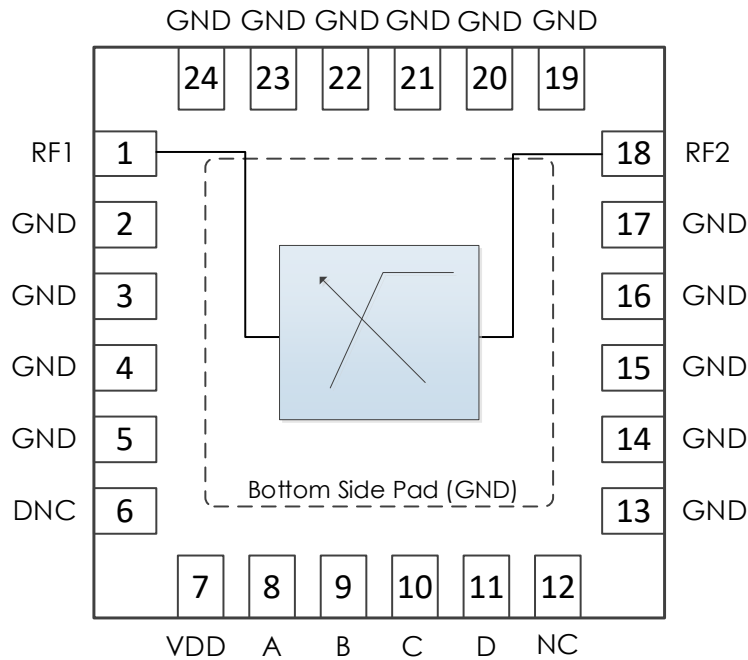 GND GND GND GND GND GND
24 23 22 21 20 19
RF1 1 18 RF2
GND 2 17 GND
GND 3 16 GND
GND 4 15 GND
GND 5 14 GND
Bottom Side Pad (GND)
DNC 6 13 GND
7 8 9 10 11 12
VDD A B C D NC